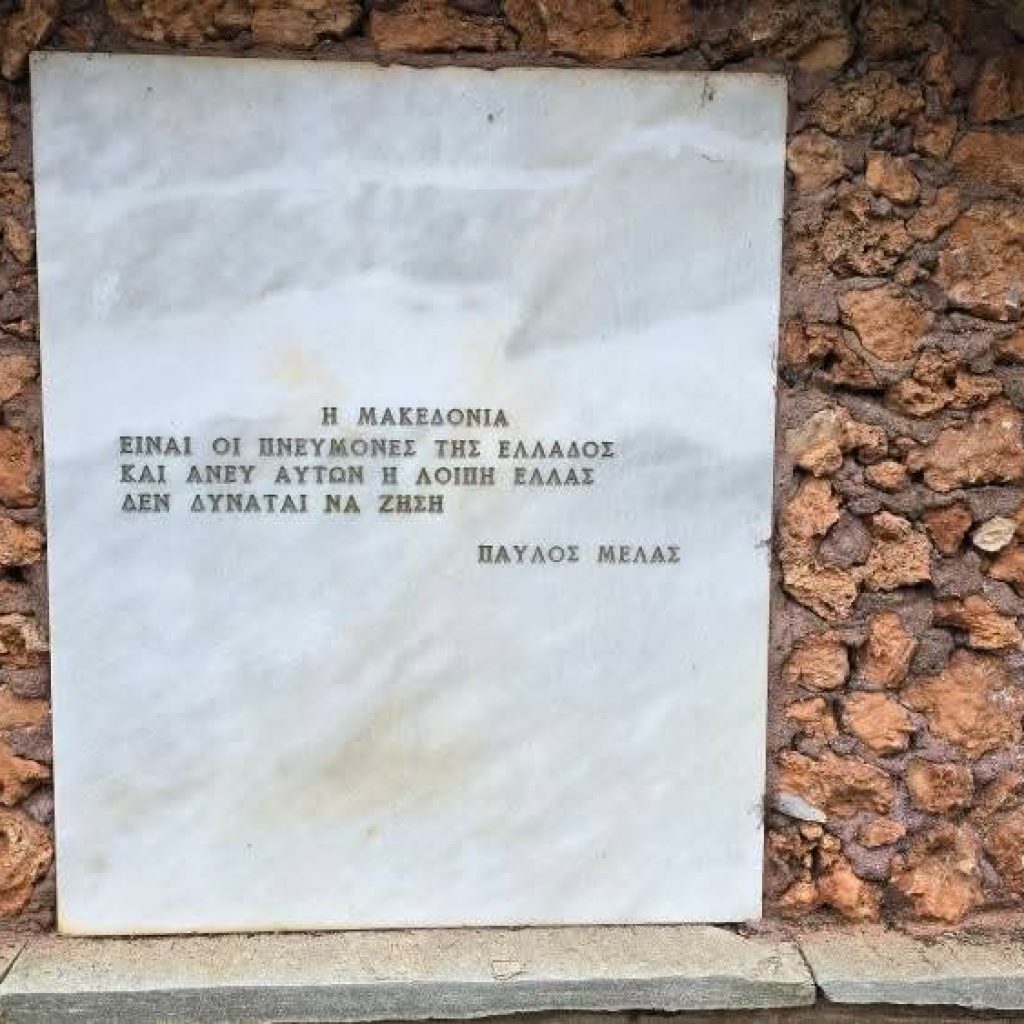 Η ΜΑΚΕΔΟΝΙΑ
ΕΙΝΑΙ ΟΙ ΠΝΕΥΜΟΝΕΣ ΤΗΣ ΕΛΛΑΔΟΣ
ΚΑΙ ΑΝΕΥ ΑΥΤΩΝ Η ΛΟΙΠΗ ΕΛΛΑΣ
ΔΕΝ ΔΥΝΑΤΑΙ ΝΑ ΖΗΣΗ
ΠΑΥΛΟΣ ΜΕΛΑΣ